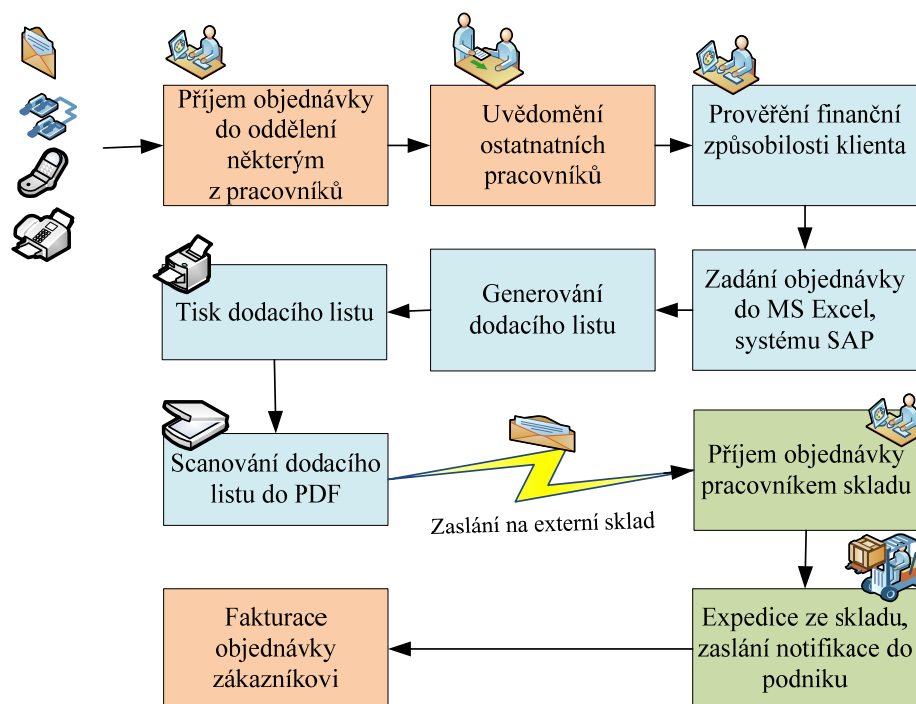 Příjem objednávky
do oddělení
některým
z pracovníků
Uvědomění
ostatnatních
pracovníků
Prověřění finanční
způsobilosti klienta
Zadání objednávky
do MS Excel,
systému SAP
Generování
dodacího listu
Tisk dodacího listu
Scanování dodacího
listu do PDF
Zaslání na externí sklad
Příjem objednávky
pracovníkem skladu
Expedice ze skladu,
zaslání notifikace do
podniku
Fakturace
objednávky
zákazníkovi